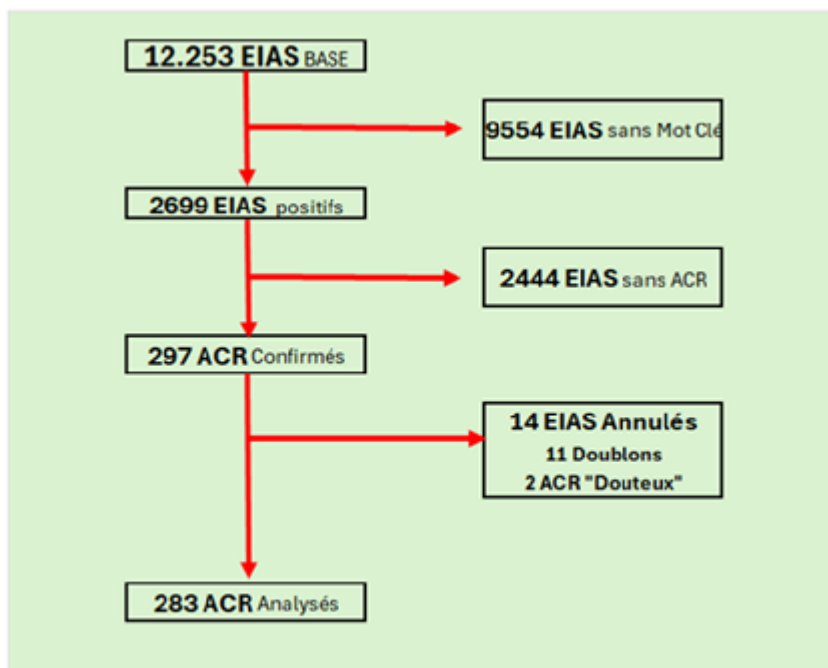 12.253 EIAS BASE
9554 EIAS sans Mot Clé
2699 EIAS positifs
2444 EIAS sans ACR
297 ACR Confirmés
14 EIAS Annulés
11 Doublons
2 ACR "Douteux"
283 ACR Analysés